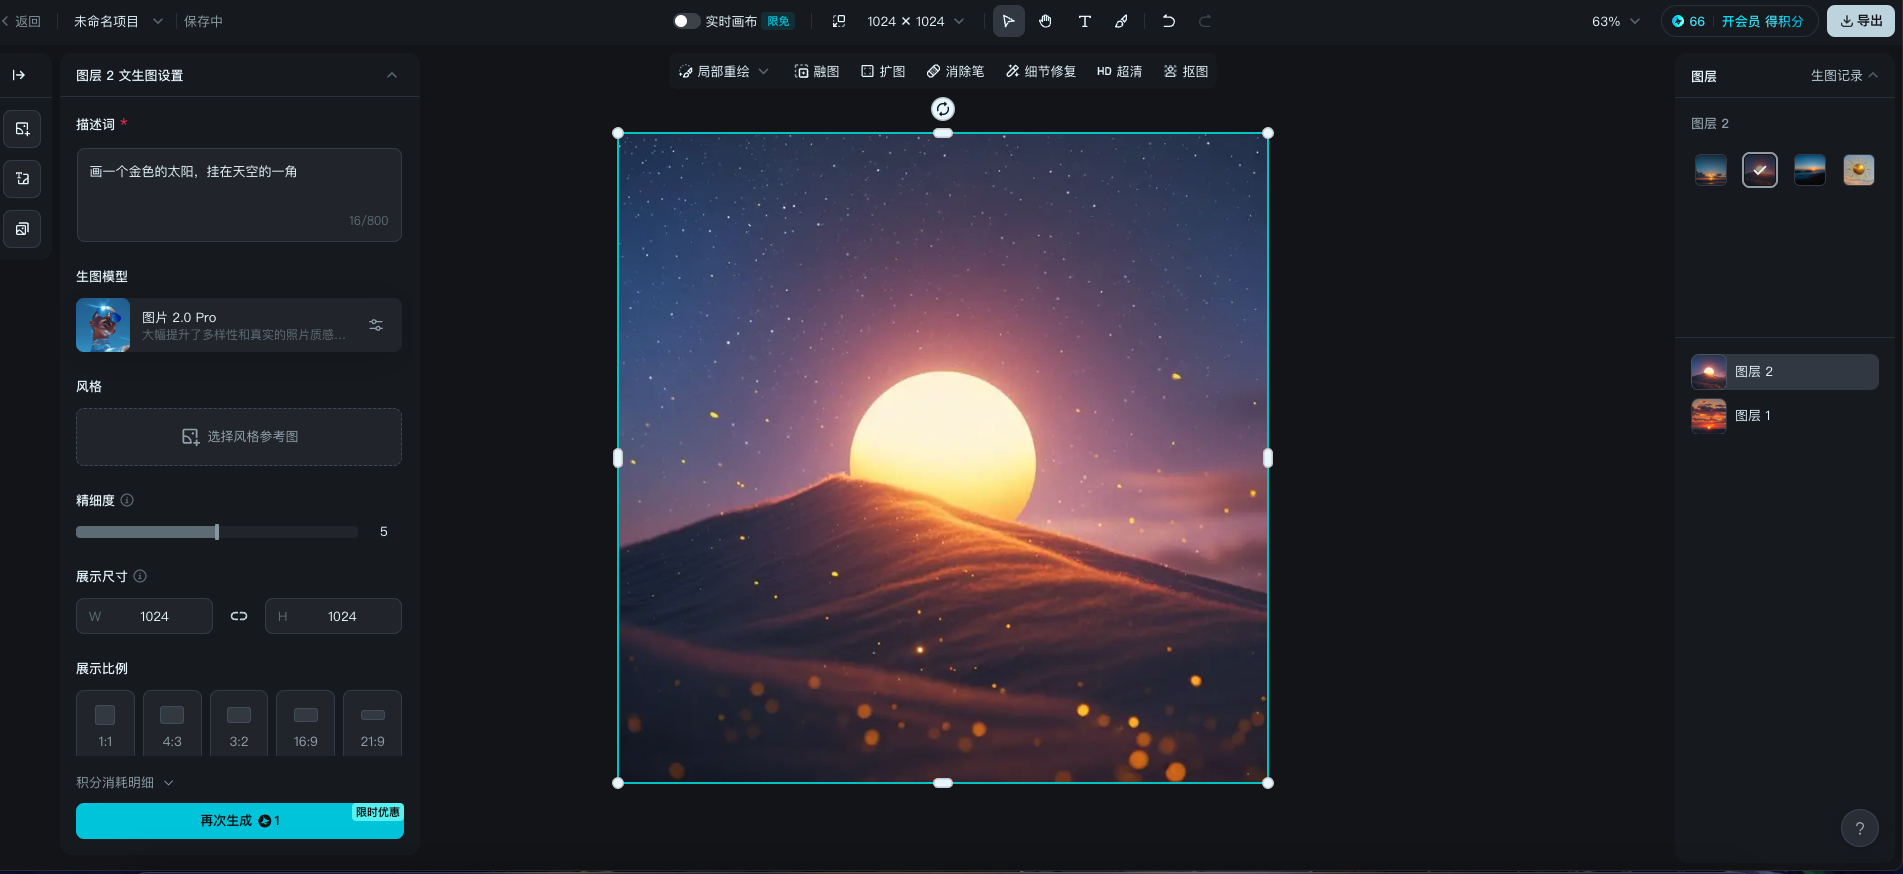 返回
未命名项目
保存中
实时画布 限免
1024 × 1024
63%
66 开会员 得积分
导出
图层 2 文生图设置
局部重绘
融图
扩图
消除笔
细节修复
HD 超清
抠图
描述词 *
画一个金色的太阳，挂在天空的一角
16/800
生图模型
图片 2.0 Pro
大幅提升了多样性和真实的照片质感...
风格
选择风格参考图
精细度
5
展示尺寸
W 1024
H 1024
展示比例
1:1
4:3
3:2
16:9
21:9
积分消耗明细
限时优惠
再次生成 1
图层
生图记录
图层 2
图层 2
图层 1
?